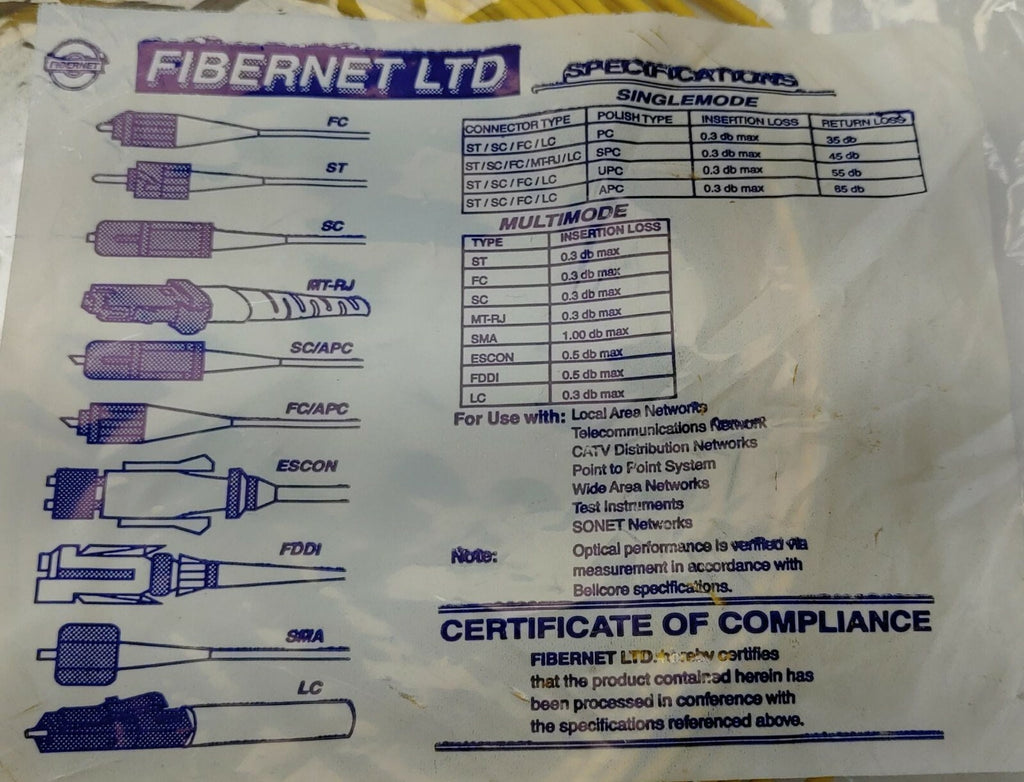 FIBERNET
FIBERNET LTD
FC
ST
SC
MT-RJ
SC/APC
FC/APC
ESCON
FDDI
SMA
LC
SPECIFICATIONS
SINGLEMODE
CONNECTOR TYPE POLISH TYPE INSERTION LOSS RETURN LOSS
ST / SC / FC / LC PC 0.3 db max 35 db
ST / SC / FC / MT-RJ / LC SPC 0.3 db max 45 db
ST / SC / FC / LC UPC 0.3 db max 55 db
ST / SC / FC / LC APC 0.3 db max 65 db
MULTIMODE
TYPE INSERTION LOSS
ST 0.3 db max
FC 0.3 db max
SC 0.3 db max
MT-RJ 0.3 db max
SMA 1.00 db max
ESCON 0.5 db max
FDDI 0.5 db max
LC 0.3 db max
For Use with: Local Area Networks
Telecommunications Network
CATV Distribution Networks
Point to Point System
Wide Area Networks
Test Instruments
SONET Networks
Note: Optical performance is verified via
measurement in accordance with
Bellcore specifications.
CERTIFICATE OF COMPLIANCE
FIBERNET LTD. hereby certifies
that the product contained herein has
been processed in conference with
the specifications referenced above.